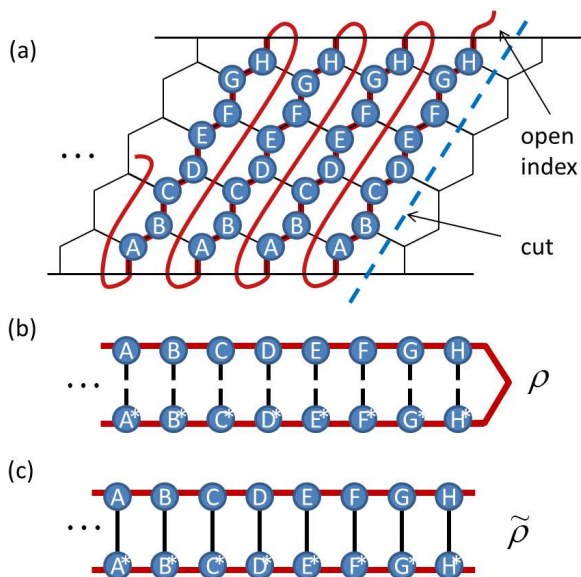 (a)
H H H H
G G G G
F F F F
E E E E
open
index
...
D D D D
C C C C
B B B B
cut
A A A A
(b)
A B C D E F G H
... ρ
A* B* C* D* E* F* G* H*
(c)
A B C D E F G H
... ρ̃
A* B* C* D* E* F* G* H*